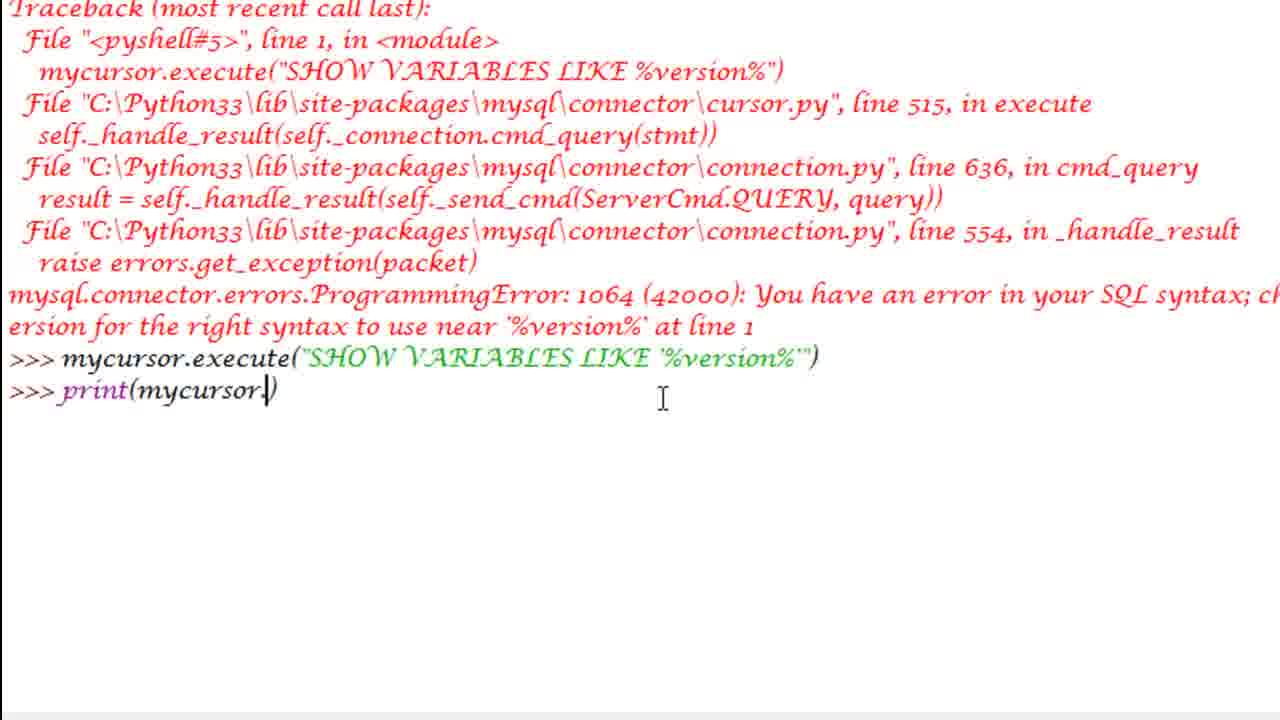 Traceback (most recent call last):
File "<pyshell#5>", line 1, in <module>
mycursor.execute("SHOW VARIABLES LIKE %version%")
File "C:\Python33\lib\site-packages\mysql\connector\cursor.py", line 515, in execute
self._handle_result(self._connection.cmd_query(stmt))
File "C:\Python33\lib\site-packages\mysql\connector\connection.py", line 636, in cmd_query
result = self._handle_result(self._send_cmd(ServerCmd.QUERY, query))
File "C:\Python33\lib\site-packages\mysql\connector\connection.py", line 554, in _handle_result
raise errors.get_exception(packet)
mysql.connector.errors.ProgrammingError: 1064 (42000): You have an error in your SQL syntax; ch
ersion for the right syntax to use near '%version%' at line 1
>>> mycursor.execute("SHOW VARIABLES LIKE '%version%'")
>>> print(mycursor.)